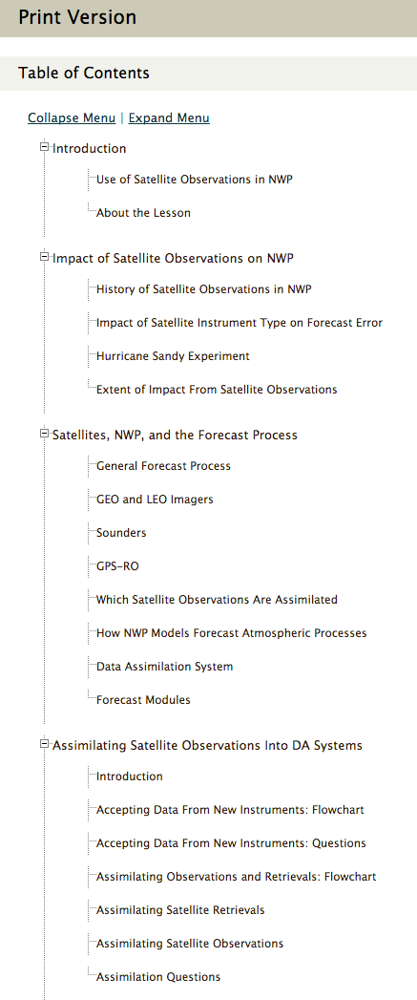 Print Version
Table of Contents
Collapse Menu | Expand Menu
Introduction
Use of Satellite Observations in NWP
About the Lesson
Impact of Satellite Observations on NWP
History of Satellite Observations in NWP
Impact of Satellite Instrument Type on Forecast Error
Hurricane Sandy Experiment
Extent of Impact From Satellite Observations
Satellites, NWP, and the Forecast Process
General Forecast Process
GEO and LEO Imagers
Sounders
GPS-RO
Which Satellite Observations Are Assimilated
How NWP Models Forecast Atmospheric Processes
Data Assimilation System
Forecast Modules
Assimilating Satellite Observations Into DA Systems
Introduction
Accepting Data From New Instruments: Flowchart
Accepting Data From New Instruments: Questions
Assimilating Observations and Retrievals: Flowchart
Assimilating Satellite Retrievals
Assimilating Satellite Observations
Assimilation Questions